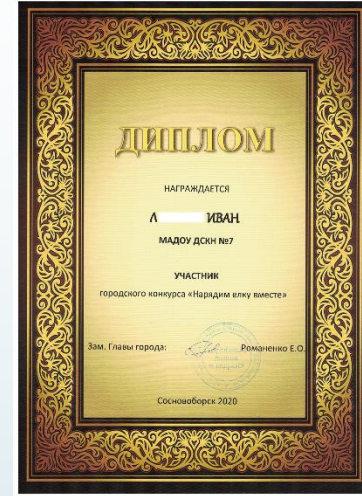 ДИПЛОМ
НАГРАЖДАЕТСЯ
Л ИВАН
МАДОУ ДСКН №7
УЧАСТНИК
городского конкурса «Нарядим елку вместе»
Зам. Главы города: Романенко Е.О.
Сосновоборск 2020